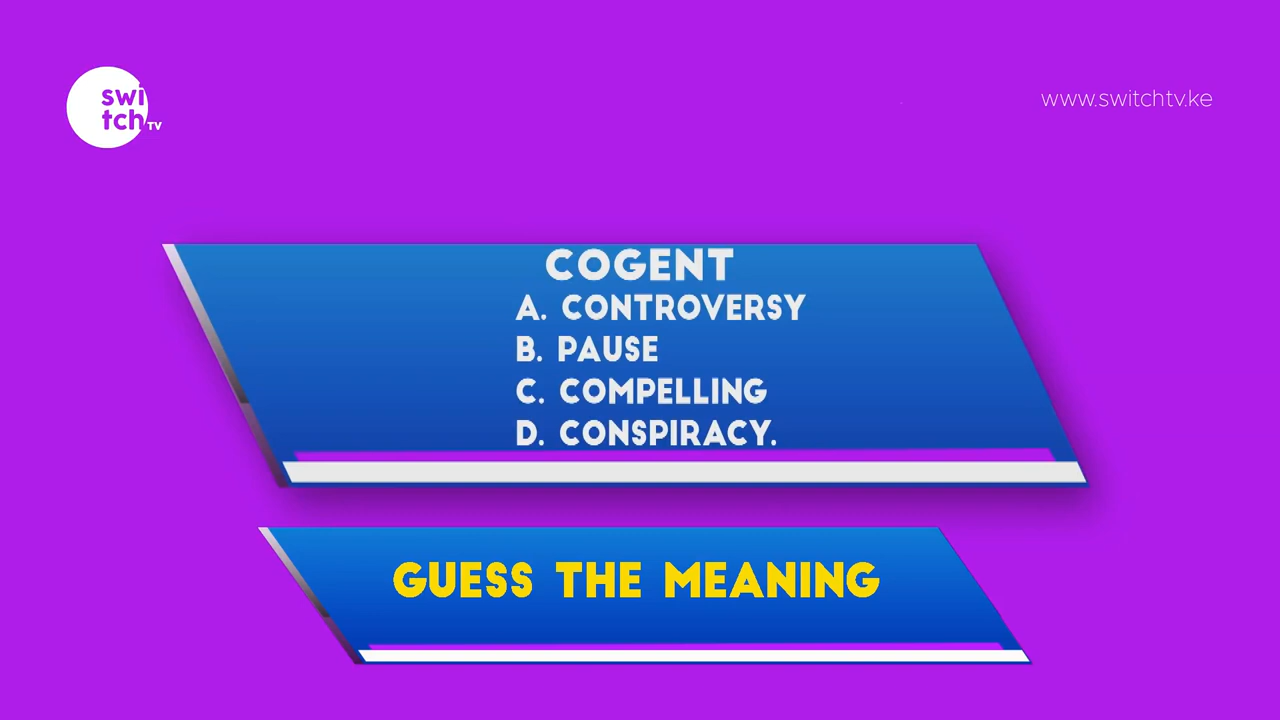 swi
tch TV
www.switchtv.ke
COGENT
A. CONTROVERSY
B. PAUSE
C. COMPELLING
D. CONSPIRACY.
GUESS THE MEANING